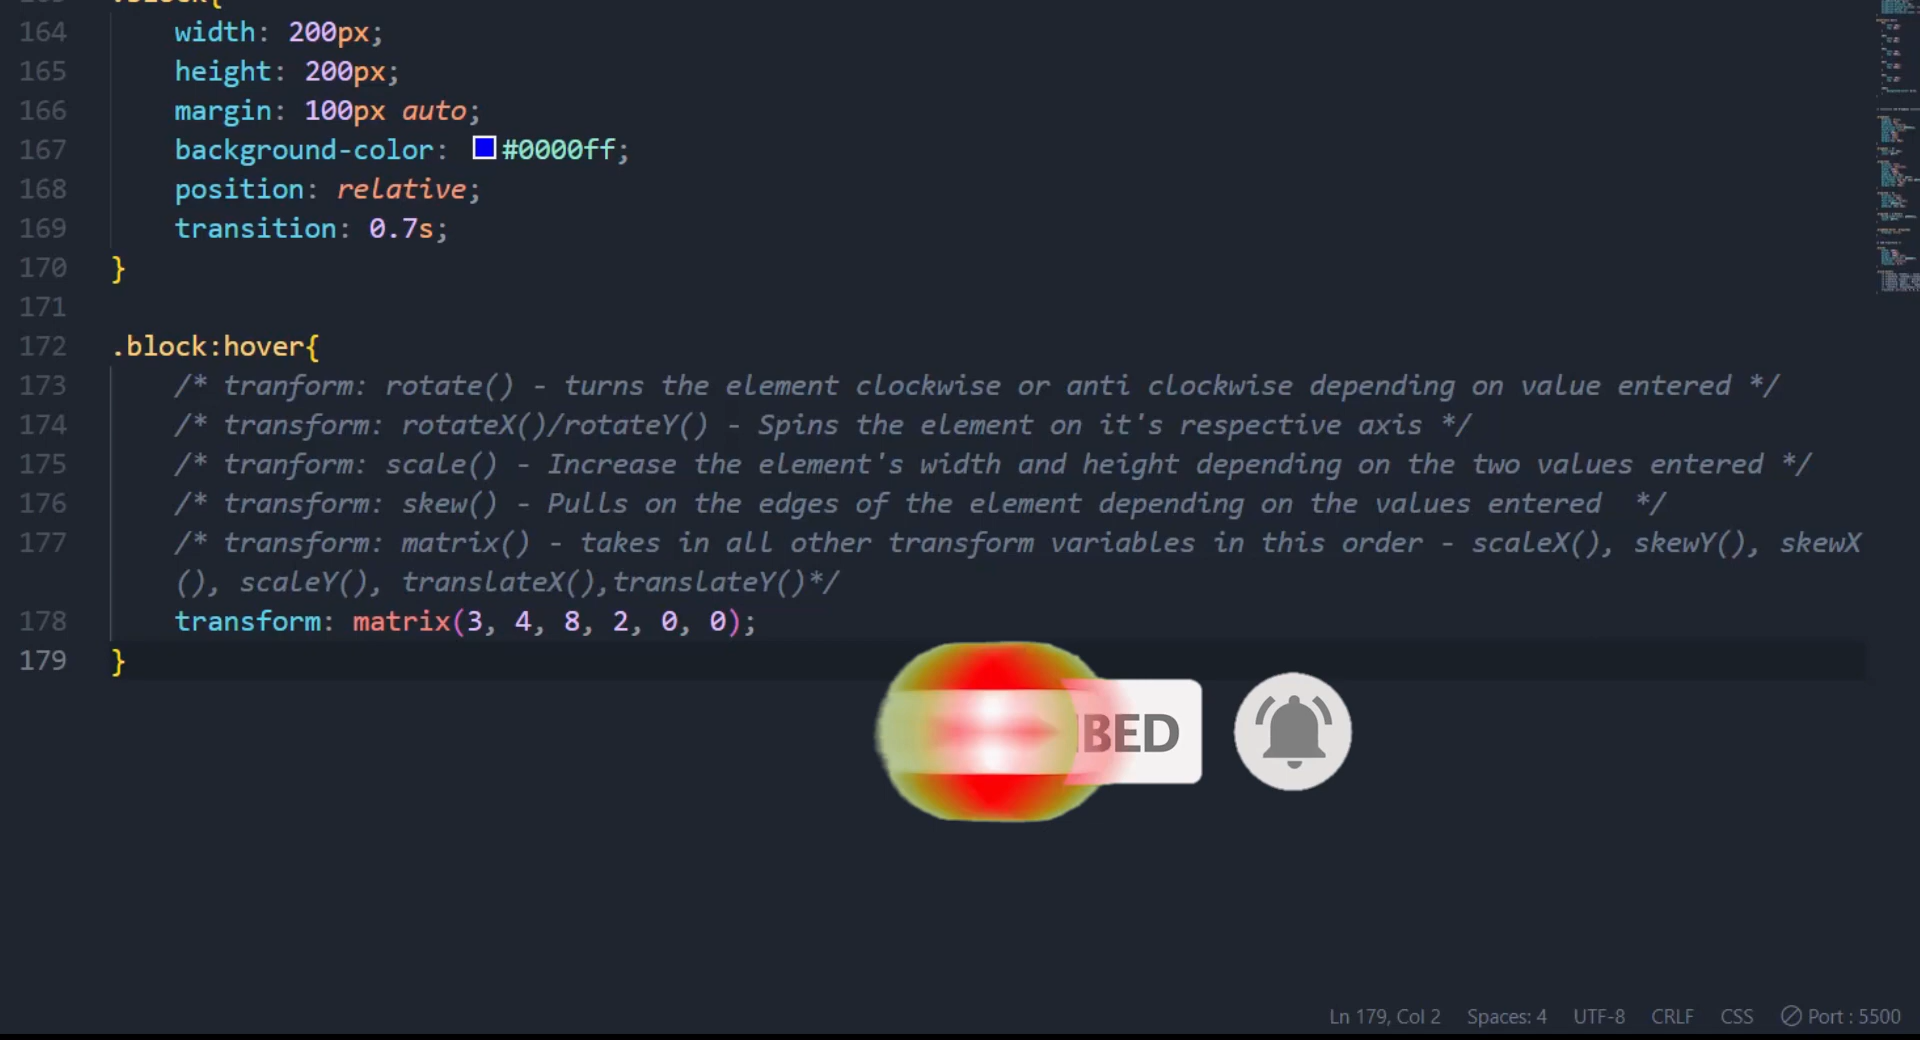 164 width: 200px;
165 height: 200px;
166 margin: 100px auto;
167 background-color: #0000ff;
168 position: relative;
169 transition: 0.7s;
170 }
171
172 .block:hover{
173 /* tranform: rotate() - turns the element clockwise or anti clockwise depending on value entered */
174 /* transform: rotateX()/rotateY() - Spins the element on it's respective axis */
175 /* tranform: scale() - Increase the element's width and height depending on the two values entered */
176 /* transform: skew() - Pulls on the edges of the element depending on the values entered  */
177 /* transform: matrix() - takes in all other transform variables in this order - scaleX(), skewY(), skewX
(), scaleY(), translateX(),translateY()*/
178 transform: matrix(3, 4, 8, 2, 0, 0);
179 }
BED
Ln 179, Col 2 Spaces: 4 UTF-8 CRLF CSS Port : 5500